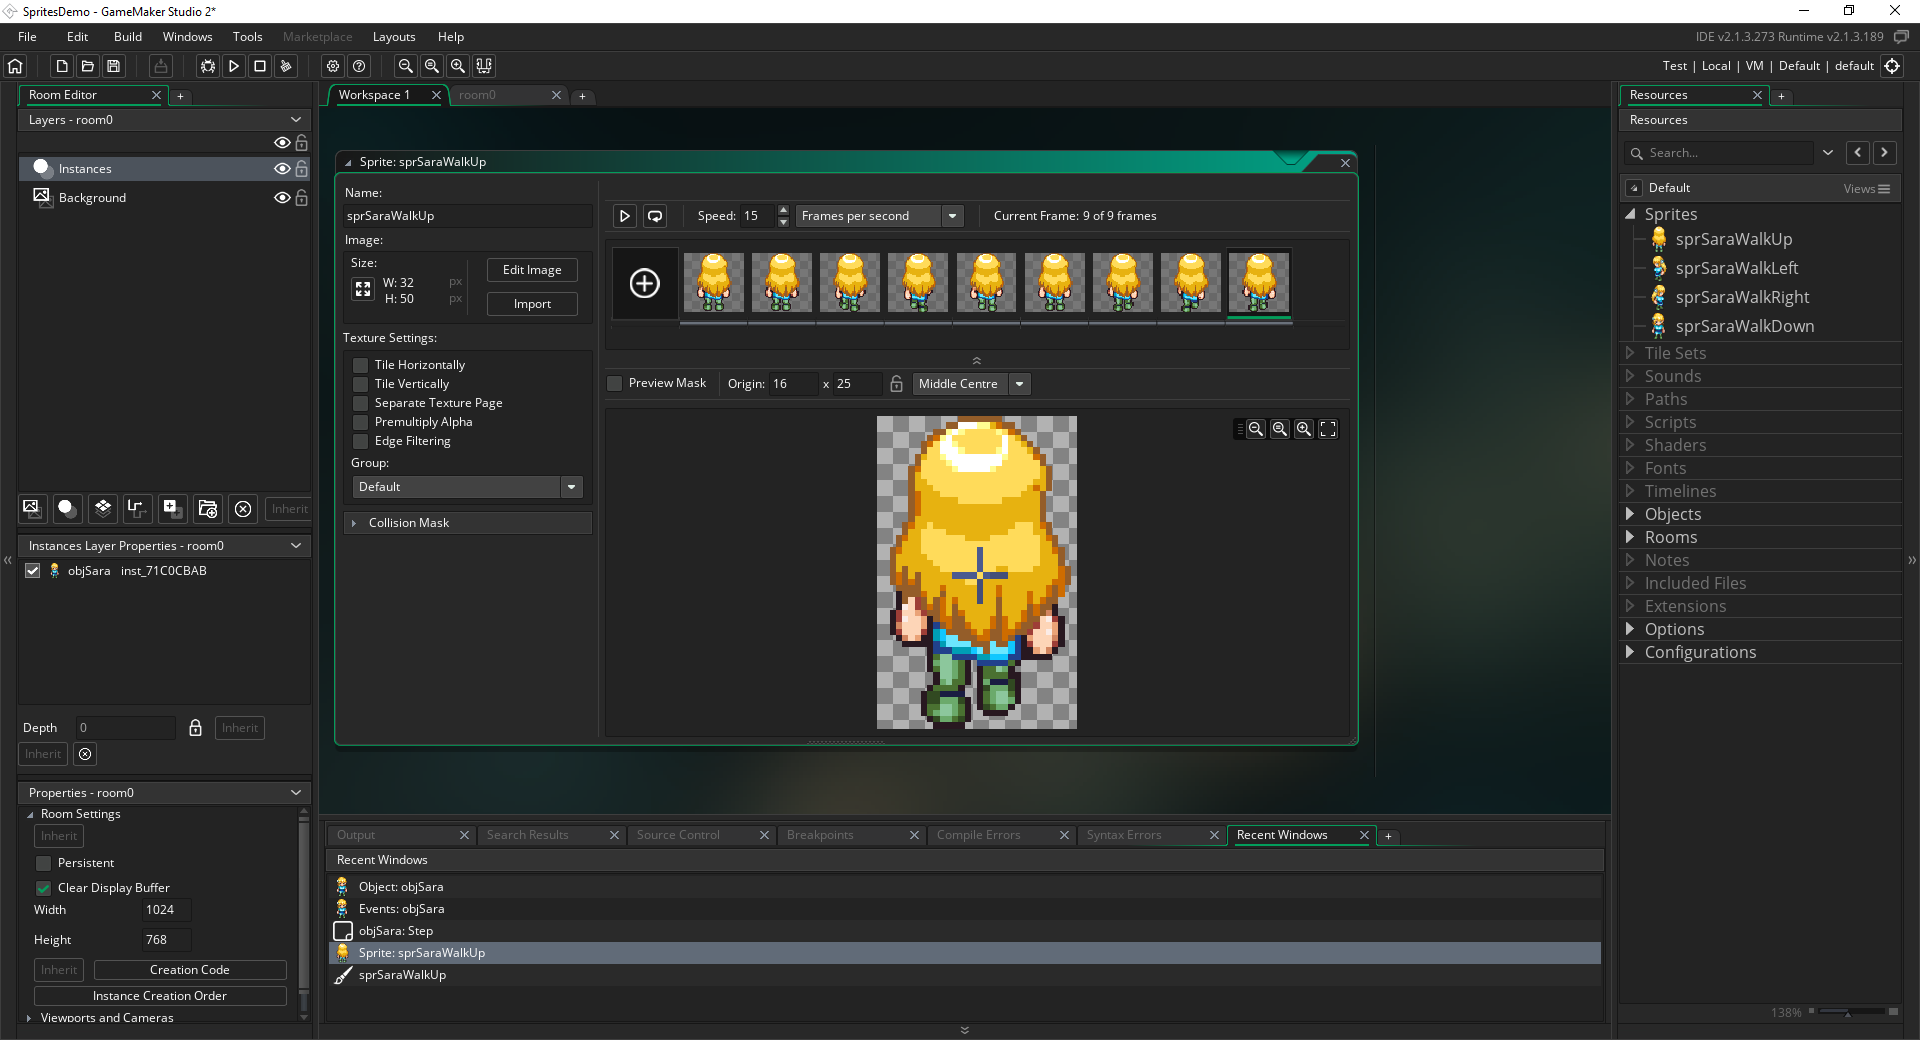 SpritesDemo - GameMaker Studio 2*
File Edit Build Windows Tools Marketplace Layouts Help
IDE v2.1.3.273 Runtime v2.1.3.189
Test | Local | VM | Default | default
Room Editor
Layers - room0
Instances
Background
Inherit
Instances Layer Properties - room0
objSara inst_71C0CBAB
Depth 0 Inherit
Inherit
Properties - room0
Room Settings
Inherit
Persistent
Clear Display Buffer
Width 1024
Height 768
Inherit Creation Code
Instance Creation Order
Viewports and Cameras
Workspace 1 room0
Sprite: sprSaraWalkUp
Name:
sprSaraWalkUp
Image:
Size:
W: 32 px
H: 50 px
Edit Image
Import
Texture Settings:
Tile Horizontally
Tile Vertically
Separate Texture Page
Premultiply Alpha
Edge Filtering
Group:
Default
Collision Mask
Speed: 15 Frames per second Current Frame: 9 of 9 frames
Preview Mask Origin: 16 x 25 Middle Centre
Output Search Results Source Control Breakpoints Compile Errors Syntax Errors Recent Windows
Recent Windows
Object: objSara
Events: objSara
objSara: Step
Sprite: sprSaraWalkUp
sprSaraWalkUp
Resources
Resources
Search...
Default Views
Sprites
sprSaraWalkUp
sprSaraWalkLeft
sprSaraWalkRight
sprSaraWalkDown
Tile Sets
Sounds
Paths
Scripts
Shaders
Fonts
Timelines
Objects
Rooms
Notes
Included Files
Extensions
Options
Configurations
138%